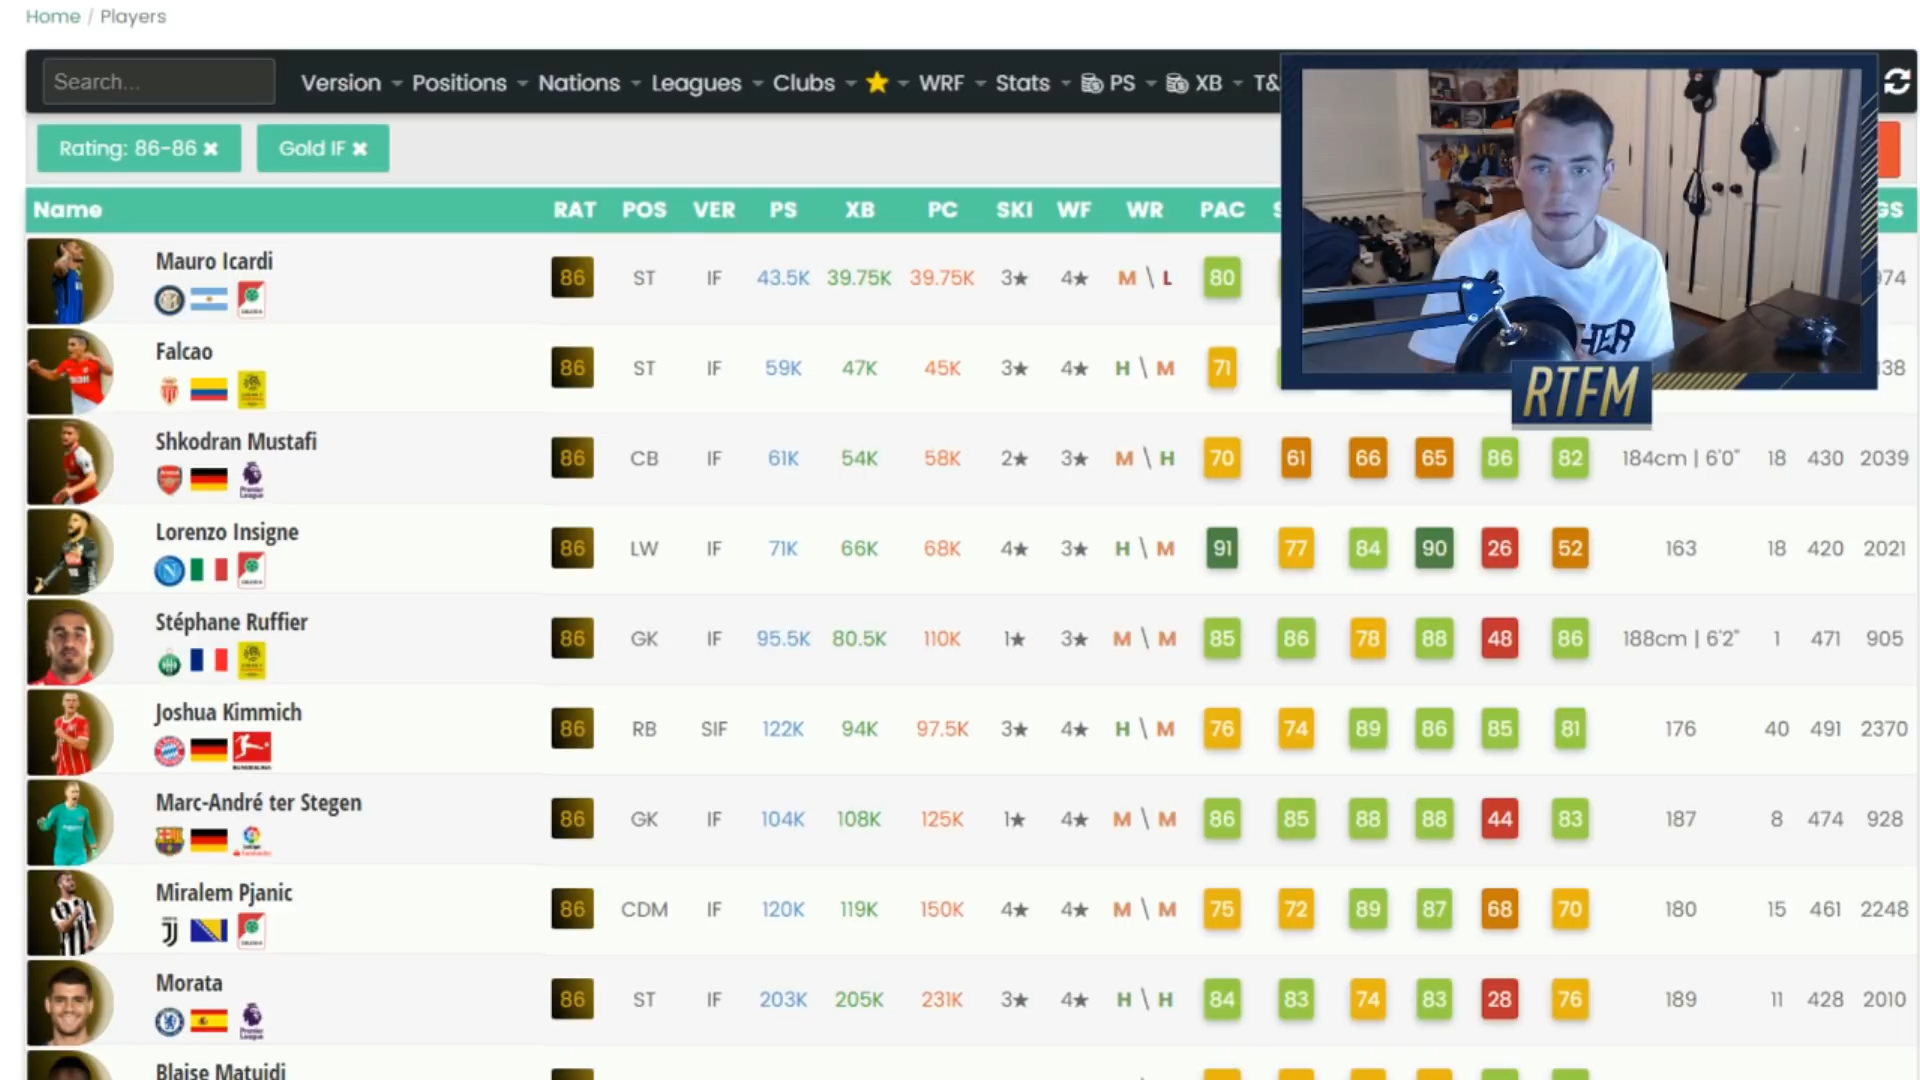 Home / Players
Search... Version Positions Nations Leagues Clubs WRF Stats PS XB T&
Rating: 86-86 × Gold IF ×
Name RAT POS VER PS XB PC SKI WF WR PAC S GS
Mauro Icardi
86 ST IF 43.5K 39.75K 39.75K 3★ 4★ M \ L 80 974
Falcao
86 ST IF 59K 47K 45K 3★ 4★ H \ M 71 138
Shkodran Mustafi
86 CB IF 61K 54K 58K 2★ 3★ M \ H 70 61 66 65 86 82 184cm | 6'0" 18 430 2039
Lorenzo Insigne
86 LW IF 71K 66K 68K 4★ 3★ H \ M 91 77 84 90 26 52 163 18 420 2021
Stéphane Ruffier
86 GK IF 95.5K 80.5K 110K 1★ 3★ M \ M 85 86 78 88 48 86 188cm | 6'2" 1 471 905
Joshua Kimmich
86 RB SIF 122K 94K 97.5K 3★ 4★ H \ M 76 74 89 86 85 81 176 40 491 2370
Marc-André ter Stegen
86 GK IF 104K 108K 125K 1★ 4★ M \ M 86 85 88 88 44 83 187 8 474 928
Miralem Pjanic
86 CDM IF 120K 119K 150K 4★ 4★ M \ M 75 72 89 87 68 70 180 15 461 2248
Morata
86 ST IF 203K 205K 231K 3★ 4★ H \ H 84 83 74 83 28 76 189 11 428 2010
Blaise Matuidi
RTFM